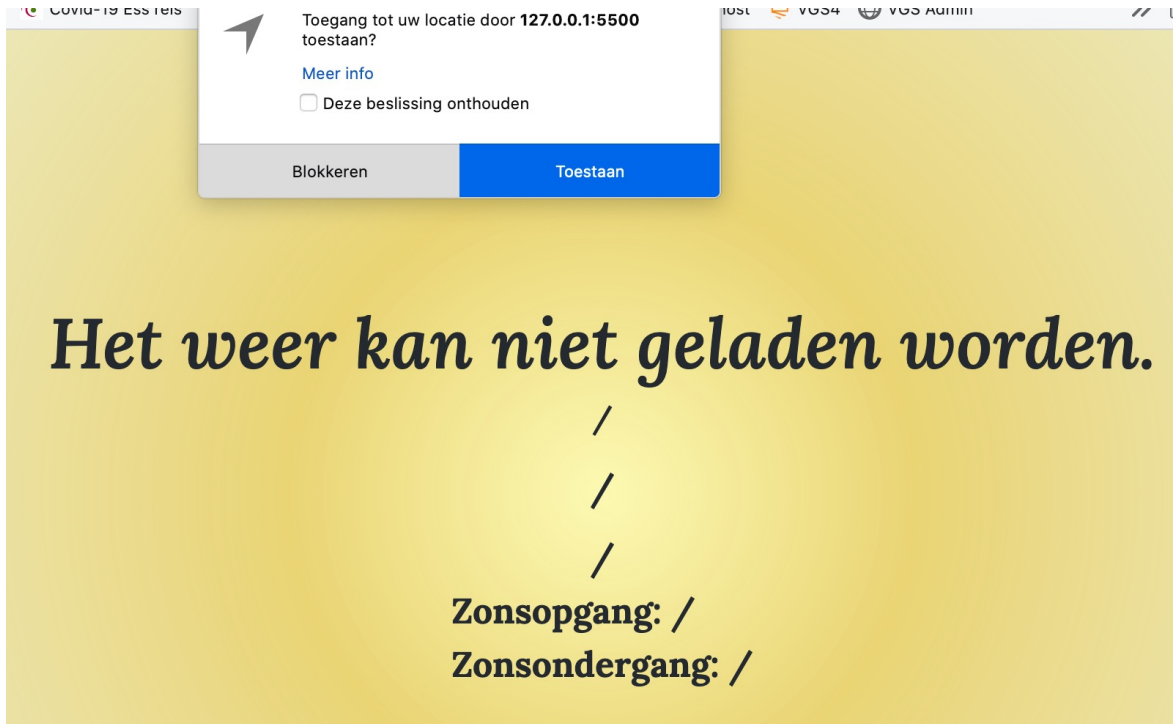 Covid-19 Ess reis
VGS4
VGS Admin
Toegang tot uw locatie door 127.0.0.1:5500
toestaan?
Meer info
Deze beslissing onthouden
Blokkeren
Toestaan
Het weer kan niet geladen worden.
/
/
/
Zonsopgang: /
Zonsondergang: /